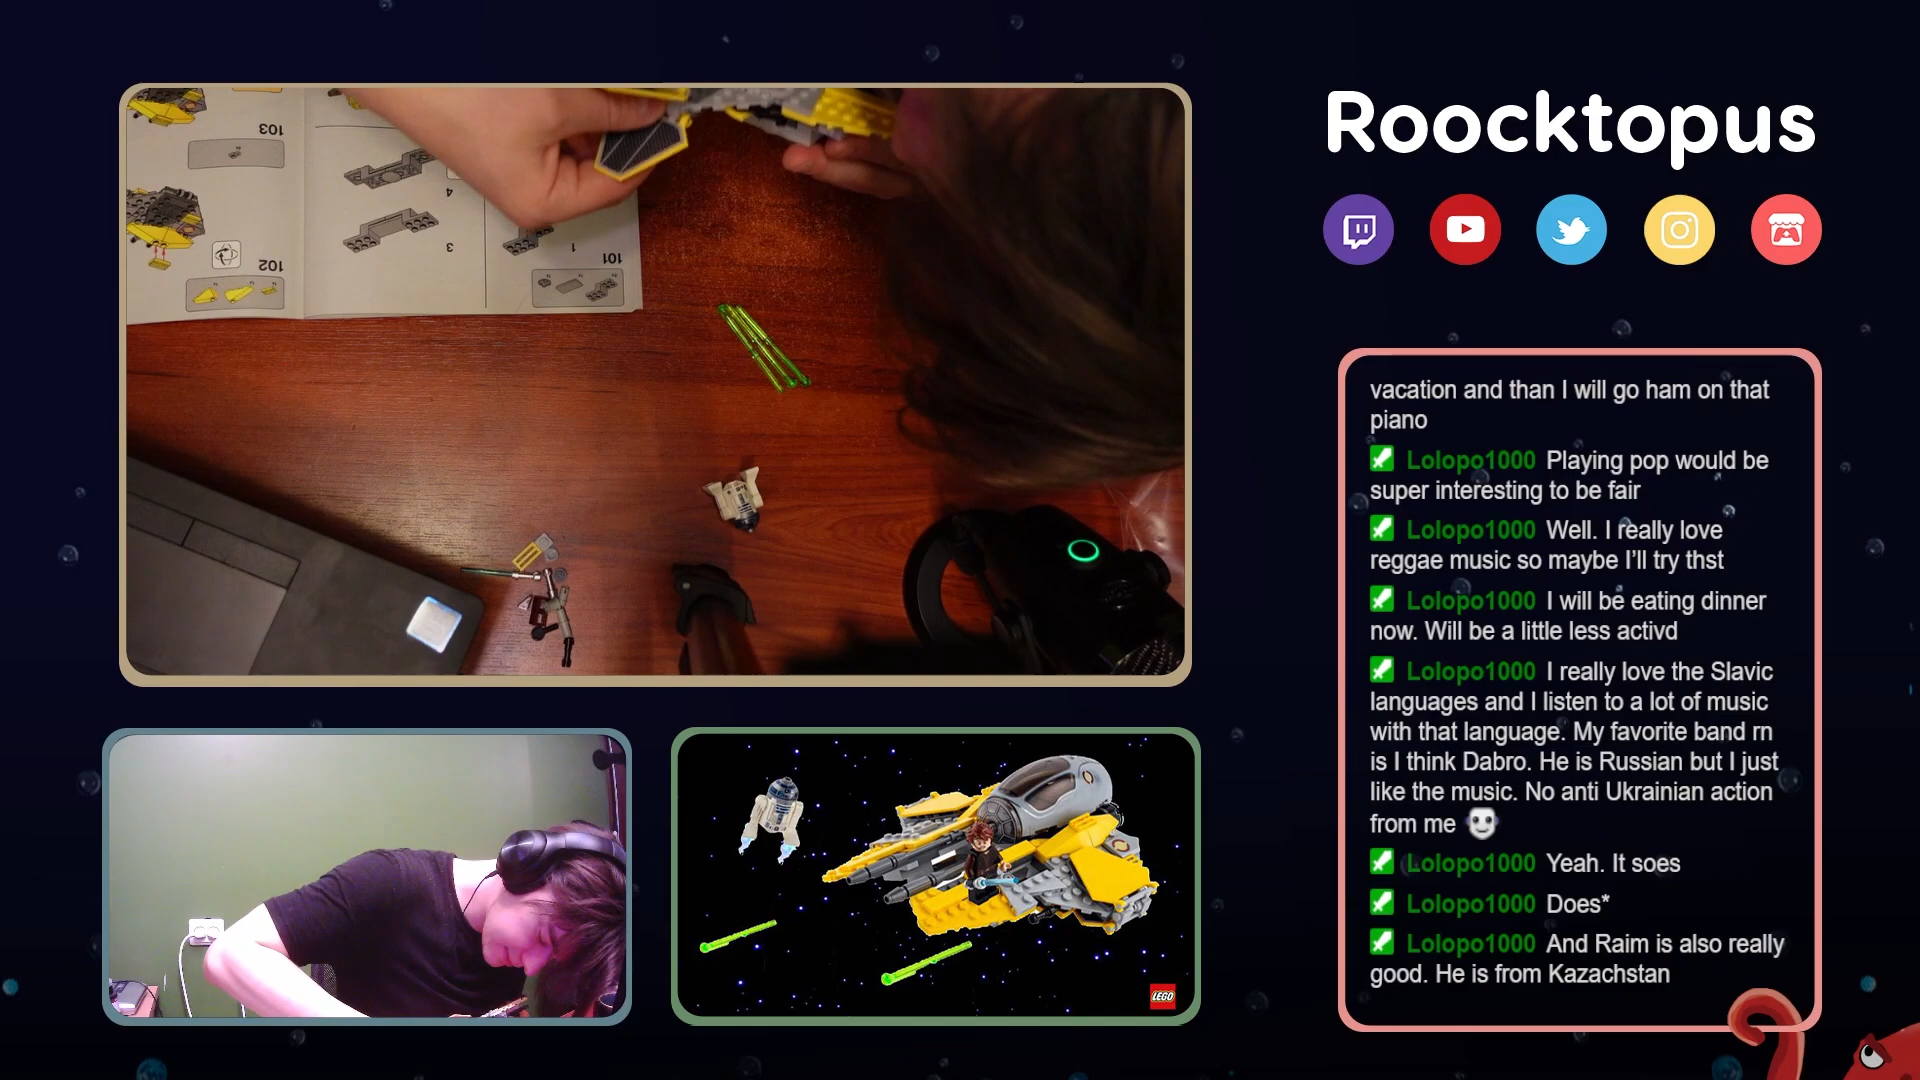 Roocktopus
103
4
3
1
102
101
vacation and than I will go ham on that
piano
Lolopo1000 Playing pop would be
super interesting to be fair
Lolopo1000 Well. I really love
reggae music so maybe I'll try thst
Lolopo1000 I will be eating dinner
now. Will be a little less activd
Lolopo1000 I really love the Slavic
languages and I listen to a lot of music
with that language. My favorite band rn
is I think Dabro. He is Russian but I just
like the music. No anti Ukrainian action
from me
Lolopo1000 Yeah. It soes
Lolopo1000 Does*
Lolopo1000 And Raim is also really
good. He is from Kazachstan
LEGO